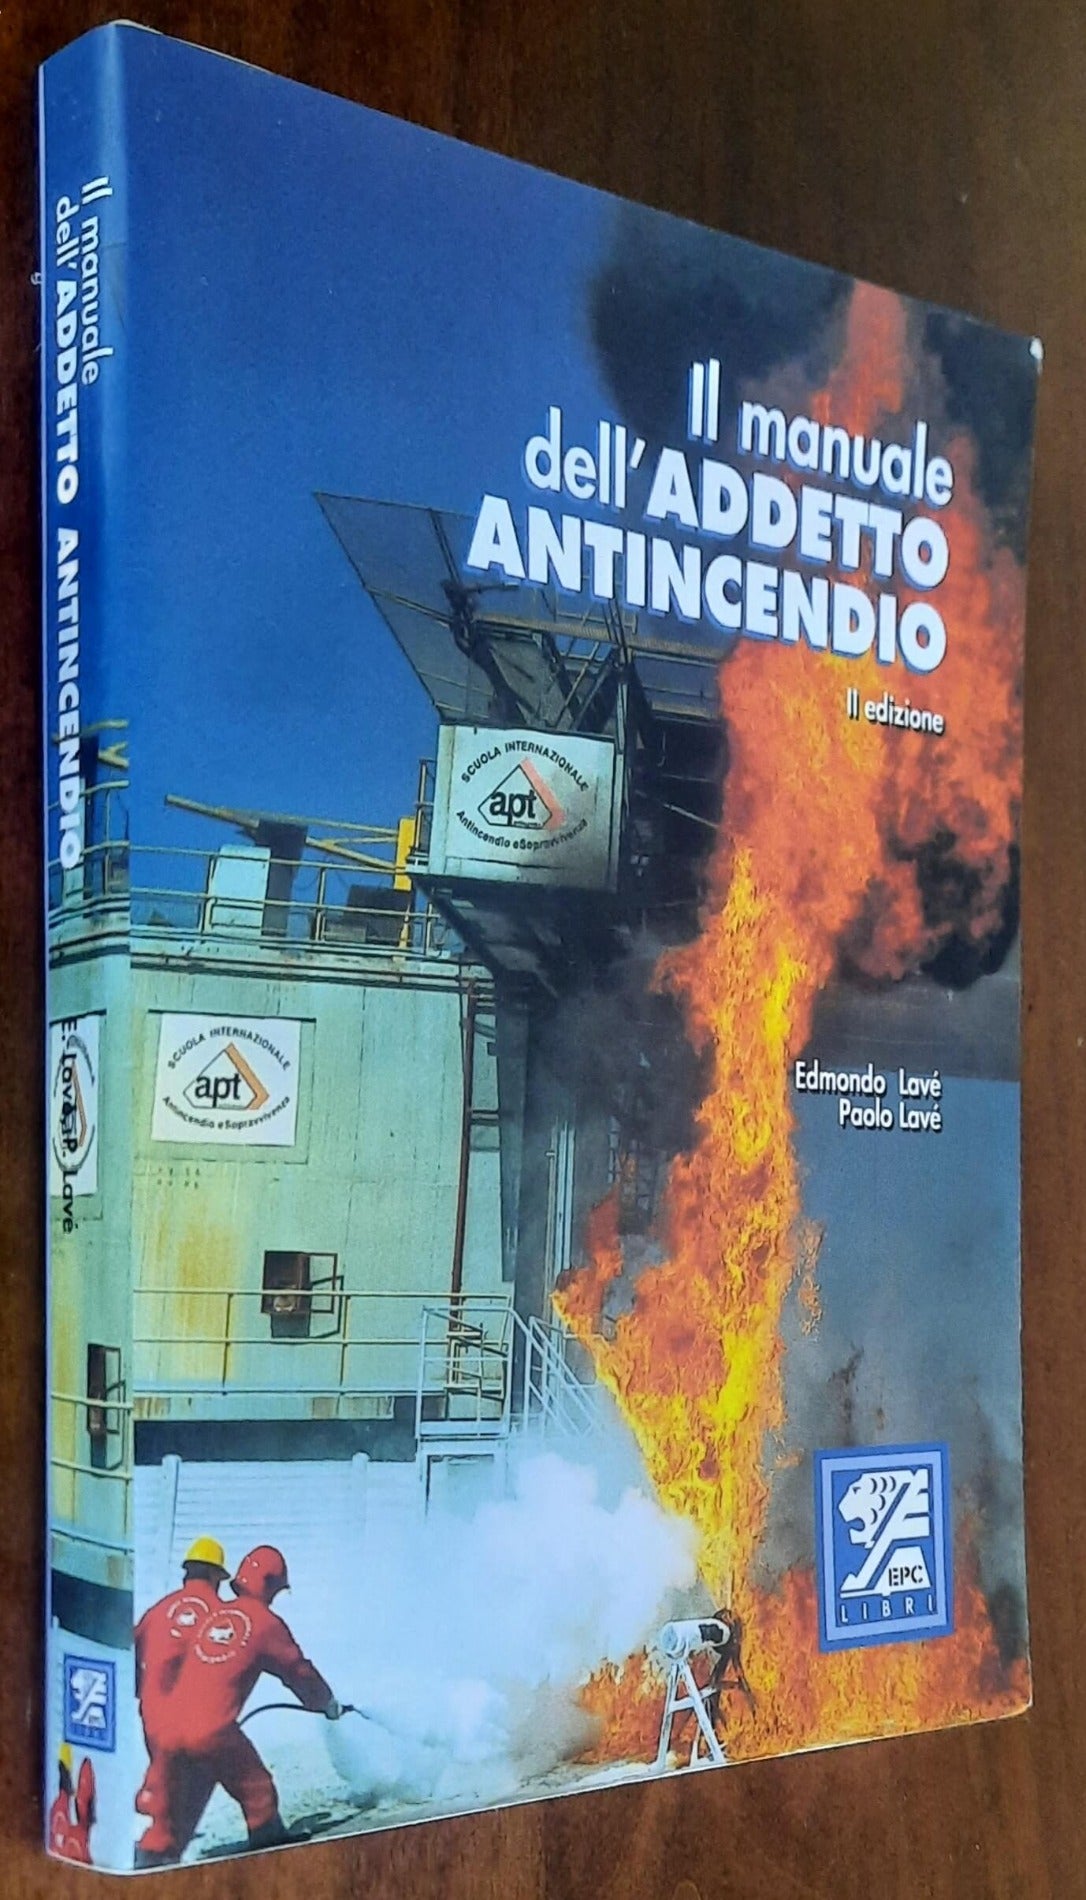 Il manuale
dell'ADDETTO
ANTINCENDIO
II edizione
SCUOLA INTERNAZIONALE
apt
Antincendio eSopravvivenza
SCUOLA INTERNAZIONALE
apt
Antincendio eSopravvivenza
Edmondo Lavé
Paolo Lavé
EPC
LIBRI
Il manuale
dell'ADDETTO ANTINCENDIO
E. Lavé P. Lavé